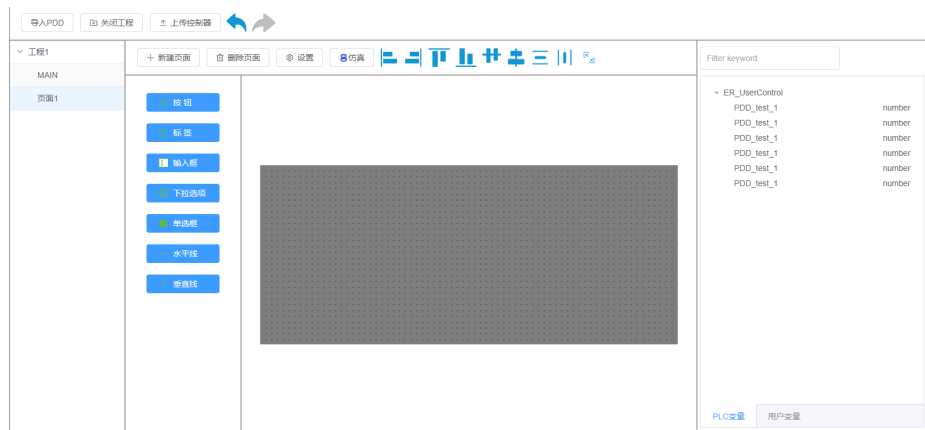 导入PDD 关闭工程 上传控制器
工程1
MAIN
页面1
新建页面 删除页面 设置 仿真
按钮
标签
输入框
下拉选项
单选框
水平线
垂直线
Filter keyword
ER_UserControl
PDD_test_1 number
PDD_test_1 number
PDD_test_1 number
PDD_test_1 number
PDD_test_1 number
PDD_test_1 number
PLC变量 用户变量